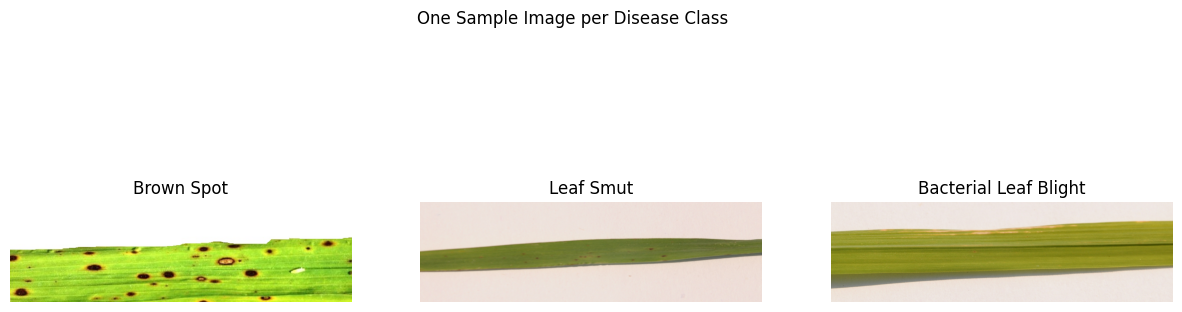 One Sample Image per Disease Class
Brown Spot
Leaf Smut
Bacterial Leaf Blight